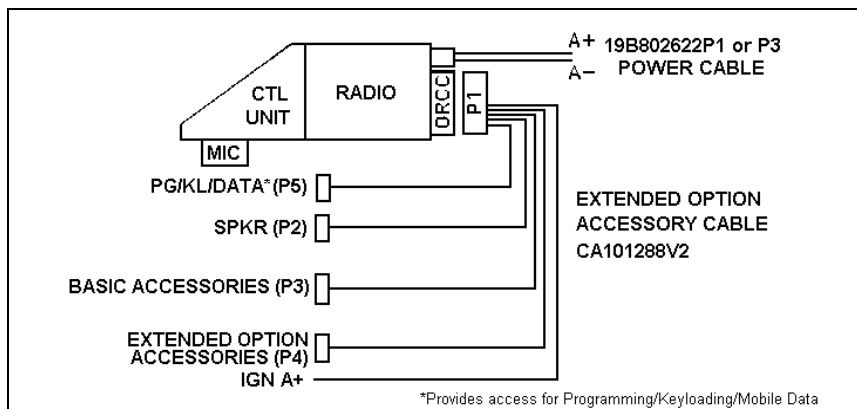 A+
19B802622P1 or P3
A-
POWER CABLE
CTL
UNIT
RADIO
ORCC
P1
MIC
PG/KL/DATA* (P5)
SPKR (P2)
EXTENDED OPTION
ACCESSORY CABLE
CA101288V2
BASIC ACCESSORIES (P3)
EXTENDED OPTION
ACCESSORIES (P4)
IGN A+
*Provides access for Programming/Keyloading/Mobile Data